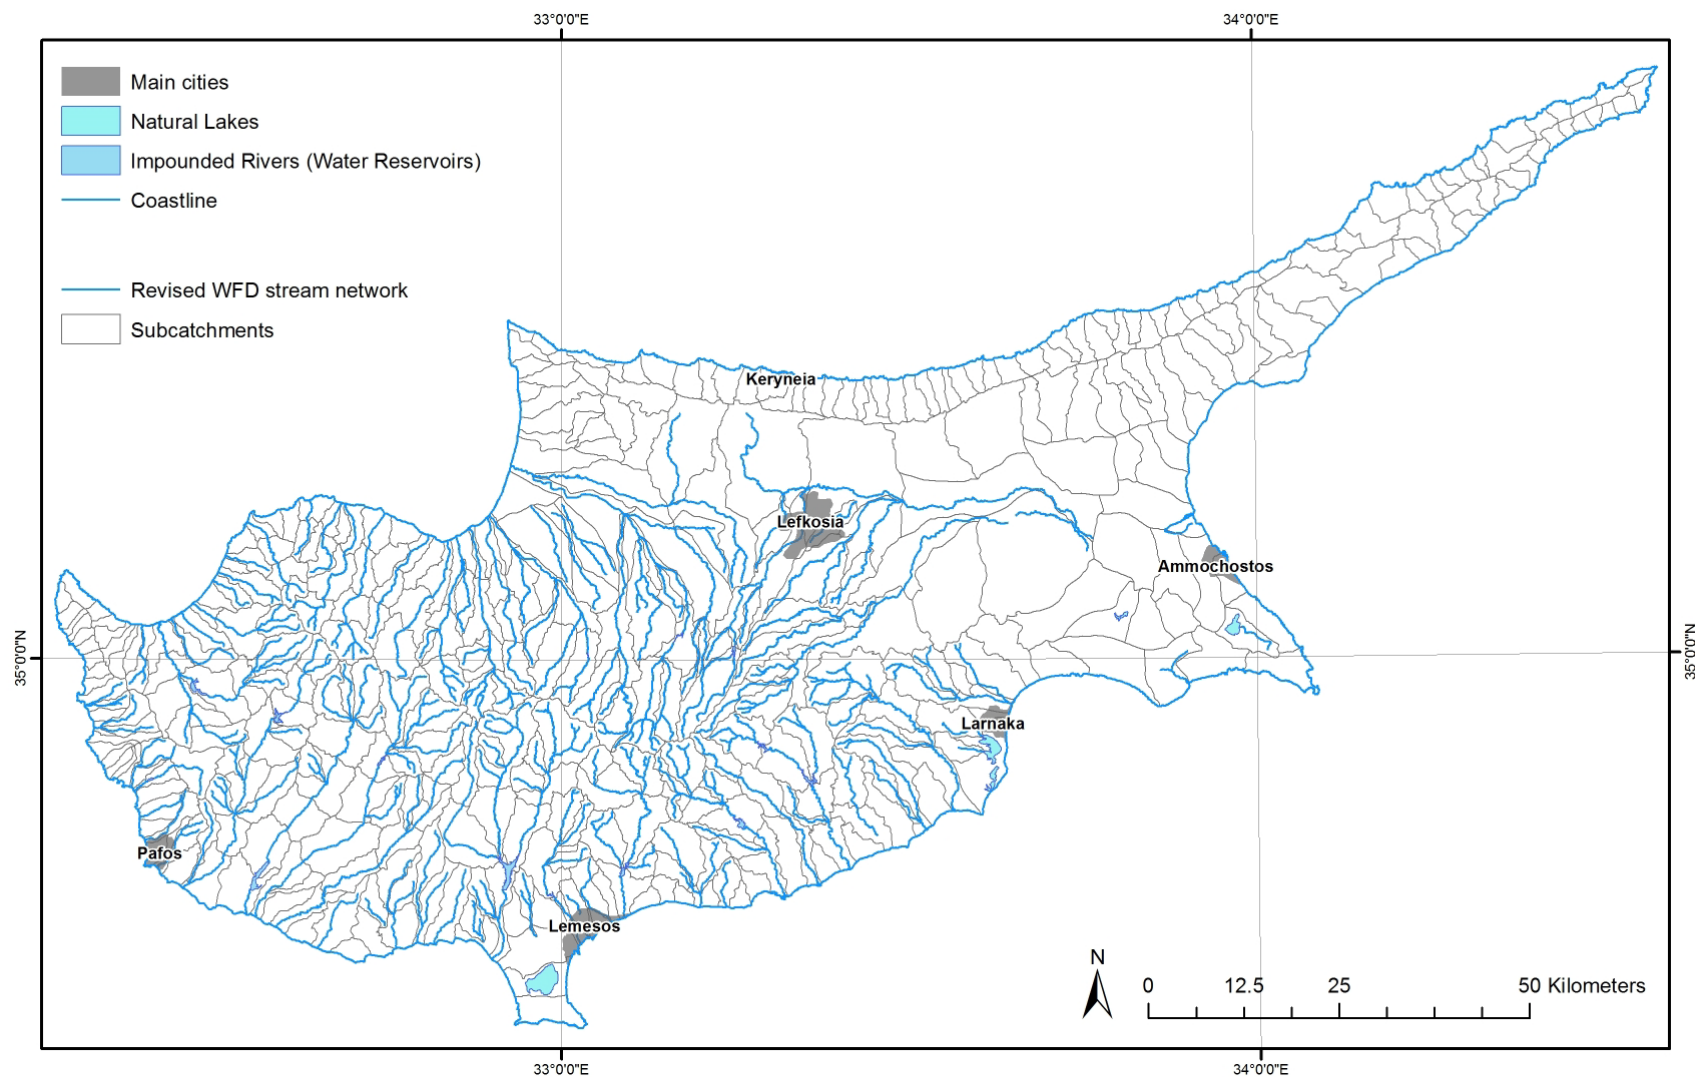 33°0'0"E
34°0'0"E
Main cities
Natural Lakes
Impounded Rivers (Water Reservoirs)
Coastline
Revised WFD stream network
Subcatchments
Keryneia
Lefkosia
Ammochostos
35°0'0"N
35°0'0"N
Larnaka
Pafos
Lemesos
N
0 12.5 25 50 Kilometers
33°0'0"E
34°0'0"E